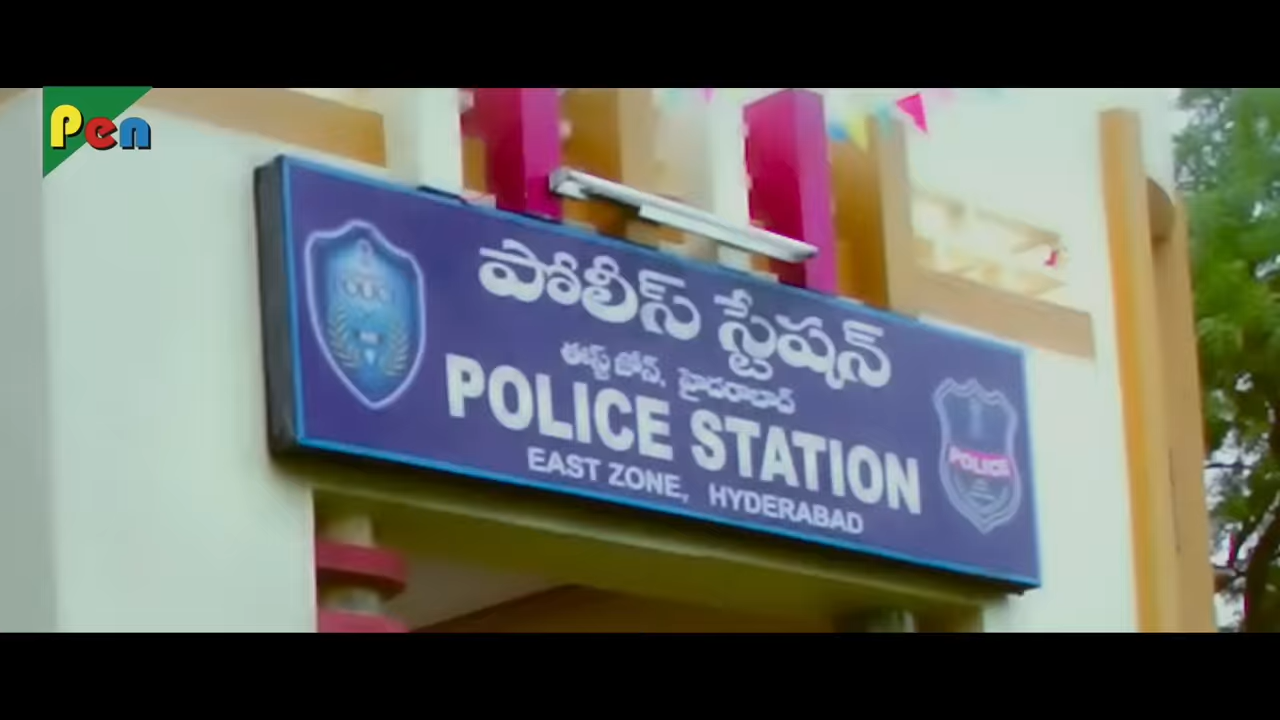 Pen
పోలీస్ స్టేషన్
ఈస్ట్ జోన్, హైదరాబాద్
POLICE STATION
EAST ZONE, HYDERABAD
POLICE